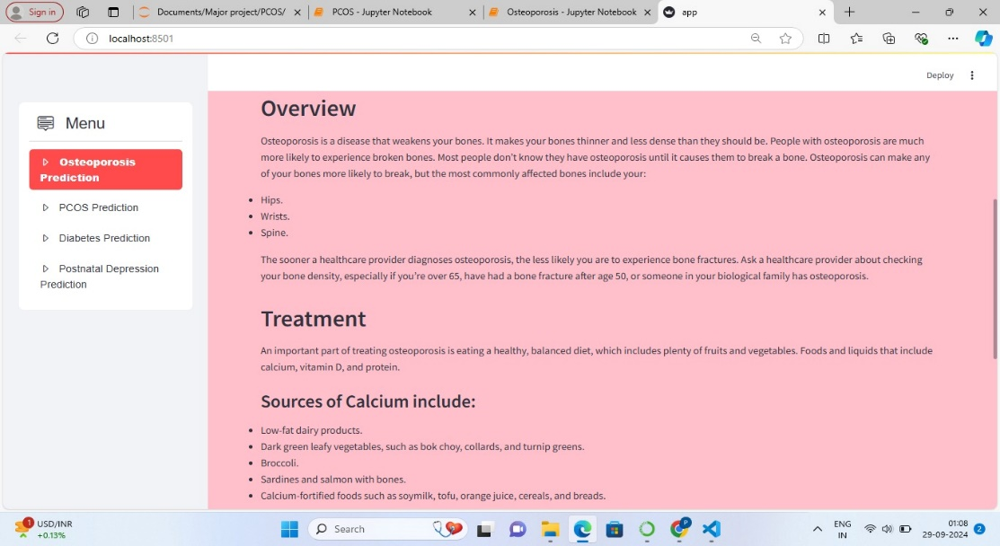 Sign in
Documents/Major project/PCOS/
PCOS - Jupyter Notebook
Osteoporosis - Jupyter Notebook
app
localhost:8501
Deploy
Menu
Osteoporosis
Prediction
PCOS Prediction
Diabetes Prediction
Postnatal Depression
Prediction
Overview
Osteoporosis is a disease that weakens your bones. It makes your bones thinner and less dense than they should be. People with osteoporosis are much
more likely to experience broken bones. Most people don't know they have osteoporosis until it causes them to break a bone. Osteoporosis can make any
of your bones more likely to break, but the most commonly affected bones include your:
• Hips.
• Wrists.
• Spine.
The sooner a healthcare provider diagnoses osteoporosis, the less likely you are to experience bone fractures. Ask a healthcare provider about checking
your bone density, especially if you're over 65, have had a bone fracture after age 50, or someone in your biological family has osteoporosis.
Treatment
An important part of treating osteoporosis is eating a healthy, balanced diet, which includes plenty of fruits and vegetables. Foods and liquids that include
calcium, vitamin D, and protein.
Sources of Calcium include:
• Low-fat dairy products.
• Dark green leafy vegetables, such as bok choy, collards, and turnip greens.
• Broccoli.
• Sardines and salmon with bones.
• Calcium-fortified foods such as soymilk, tofu, orange juice, cereals, and breads.
1
USD/INR
+0.13%
Search
P
ENG
IN
01:08
29-09-2024
2